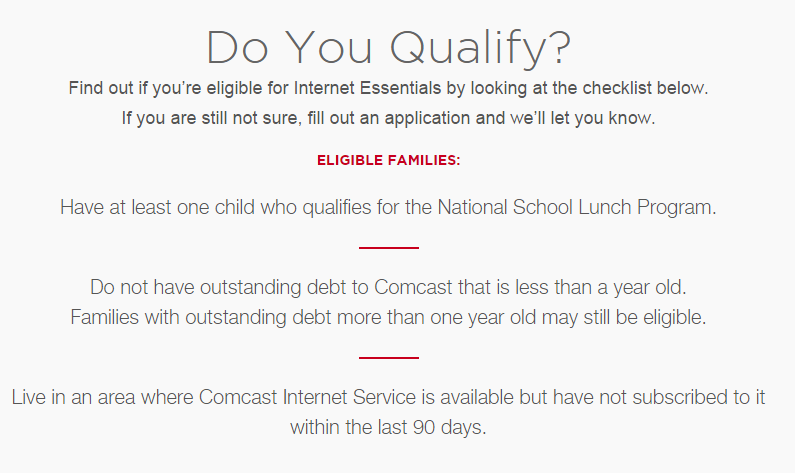 Do You Qualify?
Find out if you're eligible for Internet Essentials by looking at the checklist below.
If you are still not sure, fill out an application and we'll let you know.
ELIGIBLE FAMILIES:
Have at least one child who qualifies for the National School Lunch Program.
Do not have outstanding debt to Comcast that is less than a year old.
Families with outstanding debt more than one year old may still be eligible.
Live in an area where Comcast Internet Service is available but have not subscribed to it
within the last 90 days.